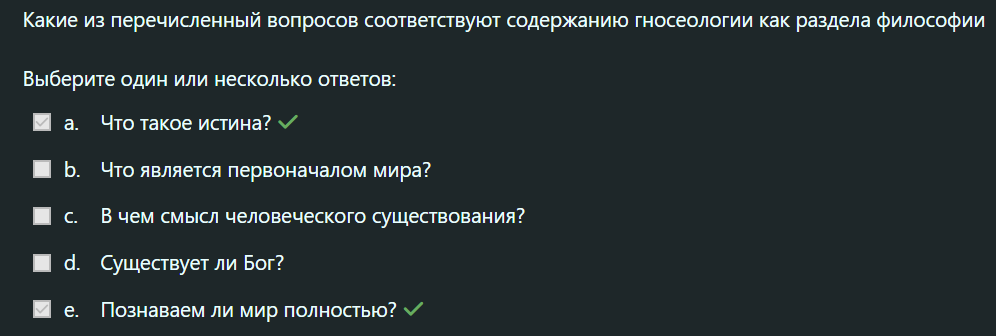 Какие из перечисленный вопросов соответствуют содержанию гносеологии как раздела философии
Выберите один или несколько ответов:
a. Что такое истина?
b. Что является первоначалом мира?
c. В чем смысл человеческого существования?
d. Существует ли Бог?
e. Познаваем ли мир полностью?